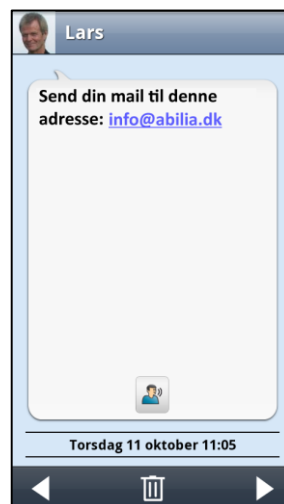 Lars
Send din mail til denne
adresse: info@abilia.dk
Torsdag 11 oktober 11:05